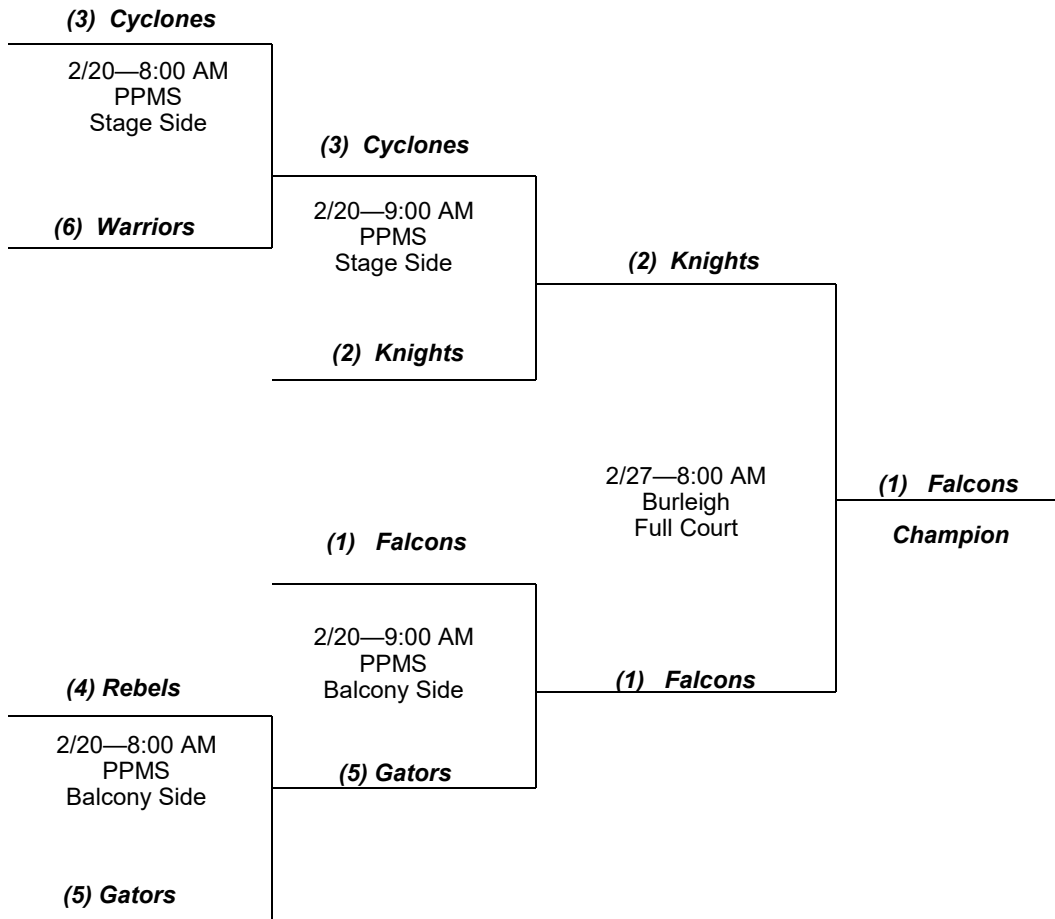 (3) Cyclones
2/20—8:00 AM
PPMS
Stage Side
(6) Warriors
(3) Cyclones
2/20—9:00 AM
PPMS
Stage Side
(2) Knights
(2) Knights
2/27—8:00 AM
Burleigh
Full Court
(1) Falcons
Champion
(1) Falcons
2/20—9:00 AM
PPMS
Balcony Side
(5) Gators
(1) Falcons
(4) Rebels
2/20—8:00 AM
PPMS
Balcony Side
(5) Gators